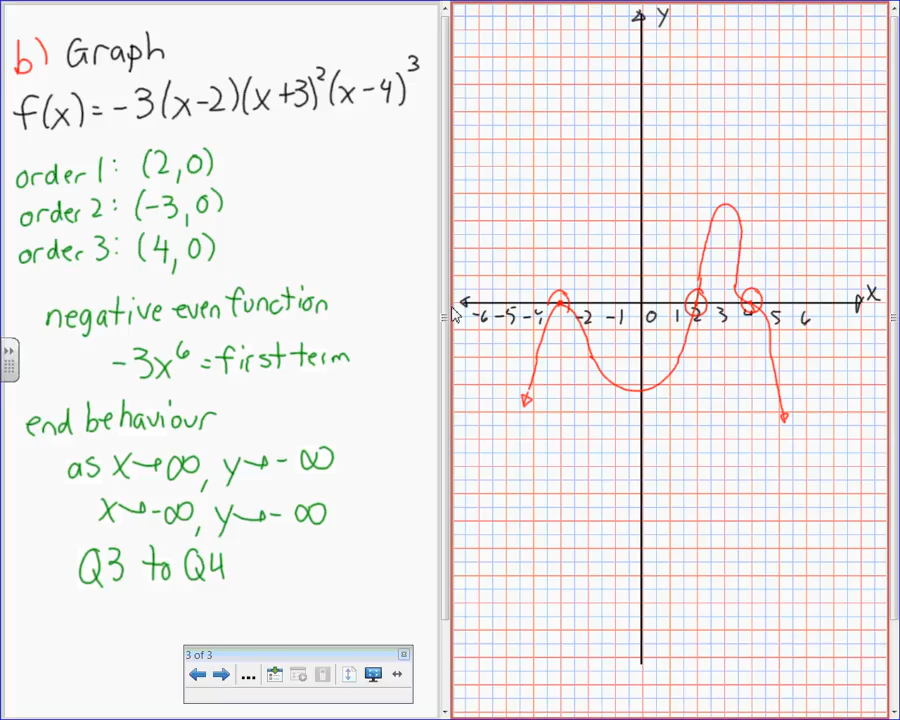 b) Graph
f(x) = -3(x-2)(x+3)²(x-4)³
order 1: (2,0)
order 2: (-3,0)
order 3: (4,0)
negative even function
-3x⁶ = first term
end behaviour
as x→∞, y→-∞
x→-∞, y→-∞
Q3 to Q4
3 of 3
...
Y
X
-6 -5 -4 -2 -1 0 1 2 3 4 5 6